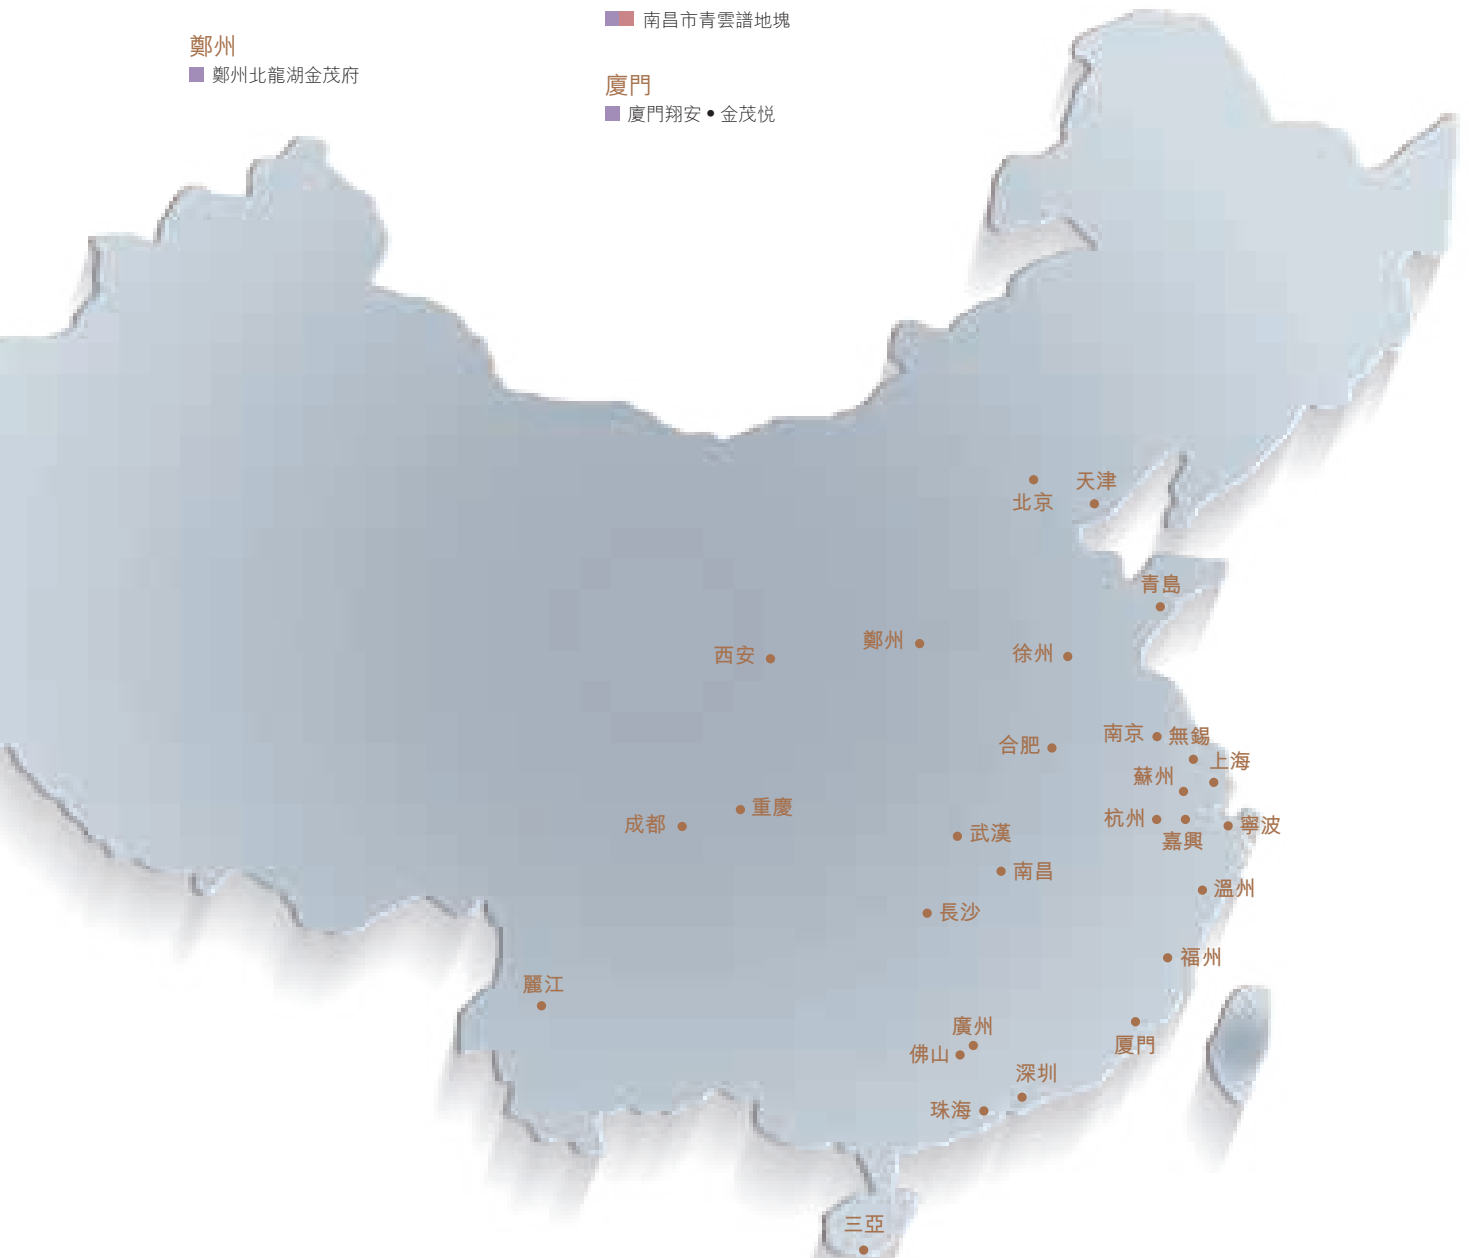 南昌市青雲譜地塊
鄭州
鄭州北龍湖金茂府
廈門
廈門翔安•金茂悦
天津
北京
青島
鄭州
西安
徐州
南京
無錫
合肥
上海
蘇州
重慶
成都
杭州
寧波
武漢
嘉興
南昌
溫州
長沙
福州
麗江
廣州
廈門
佛山
深圳
珠海
三亞